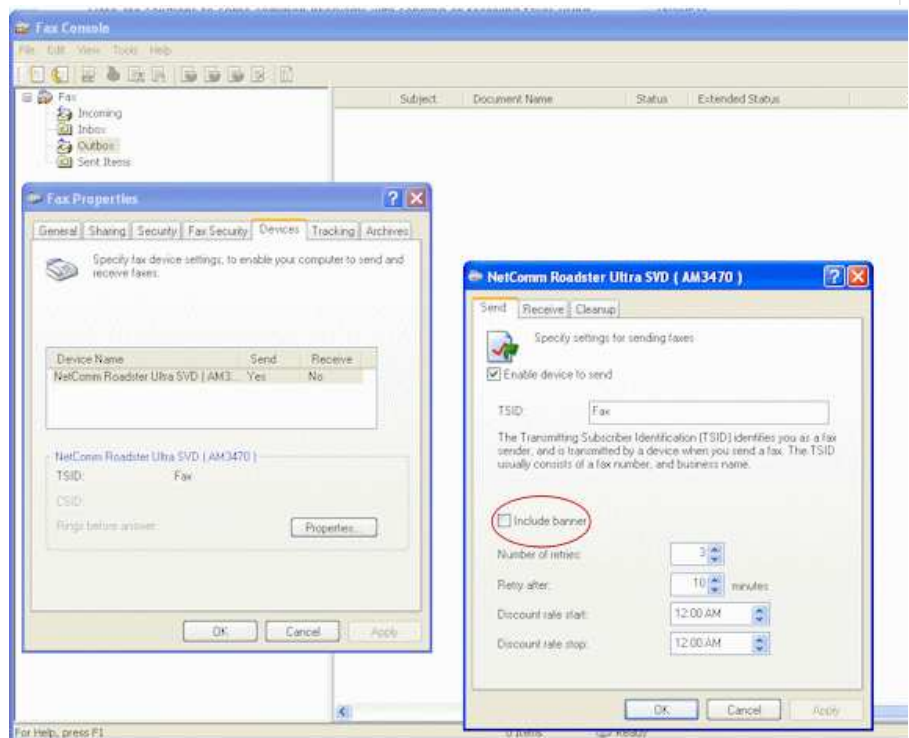 Fax Console
File Edit View Tools Help
Fax
Incoming
Inbox
Outbox
Sent Items
Subject Document Name Status Extended Status
Fax Properties
General Sharing Security Fax Security Devices Tracking Archives
Specify fax device settings, to enable your computer to send and
receive faxes.
Device Name Send Receive
NetComm Roadster Ultra SVD ( AM3... Yes No
NetComm Roadster Ultra SVD ( AM3470 )
TSID: Fax
CSID:
Rings before answer:
Properties...
OK Cancel Apply
NetComm Roadster Ultra SVD ( AM3470 )
Send Receive Cleanup
Specify settings for sending faxes
Enable device to send
TSID: Fax
The Transmitting Subscriber Identification (TSID) identifies you as a fax
sender, and is transmitted by a device when you send a fax. The TSID
usually consists of a fax number, and business name.
Include banner
Number of retries: 3
Retry after: 10 minutes
Discount rate start: 12:00 AM
Discount rate stop: 12:00 AM
OK Cancel Apply
For Help, press F1
0 Items Ready